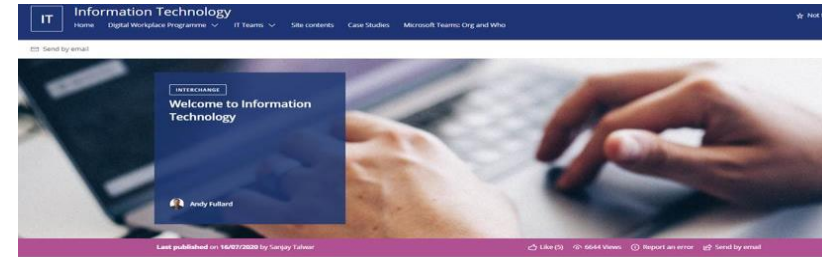 IT
Information Technology
Home Digital Workplace Programme IT Teams Site contents Case Studies Microsoft Teams: Org and Who
Not
Send by email
INTERCHANGE
Welcome to Information
Technology
Andy Fullard
Last published on 16/07/2020 by Sanjay Talwar
Like (5) 6644 Views Report an error Send by email